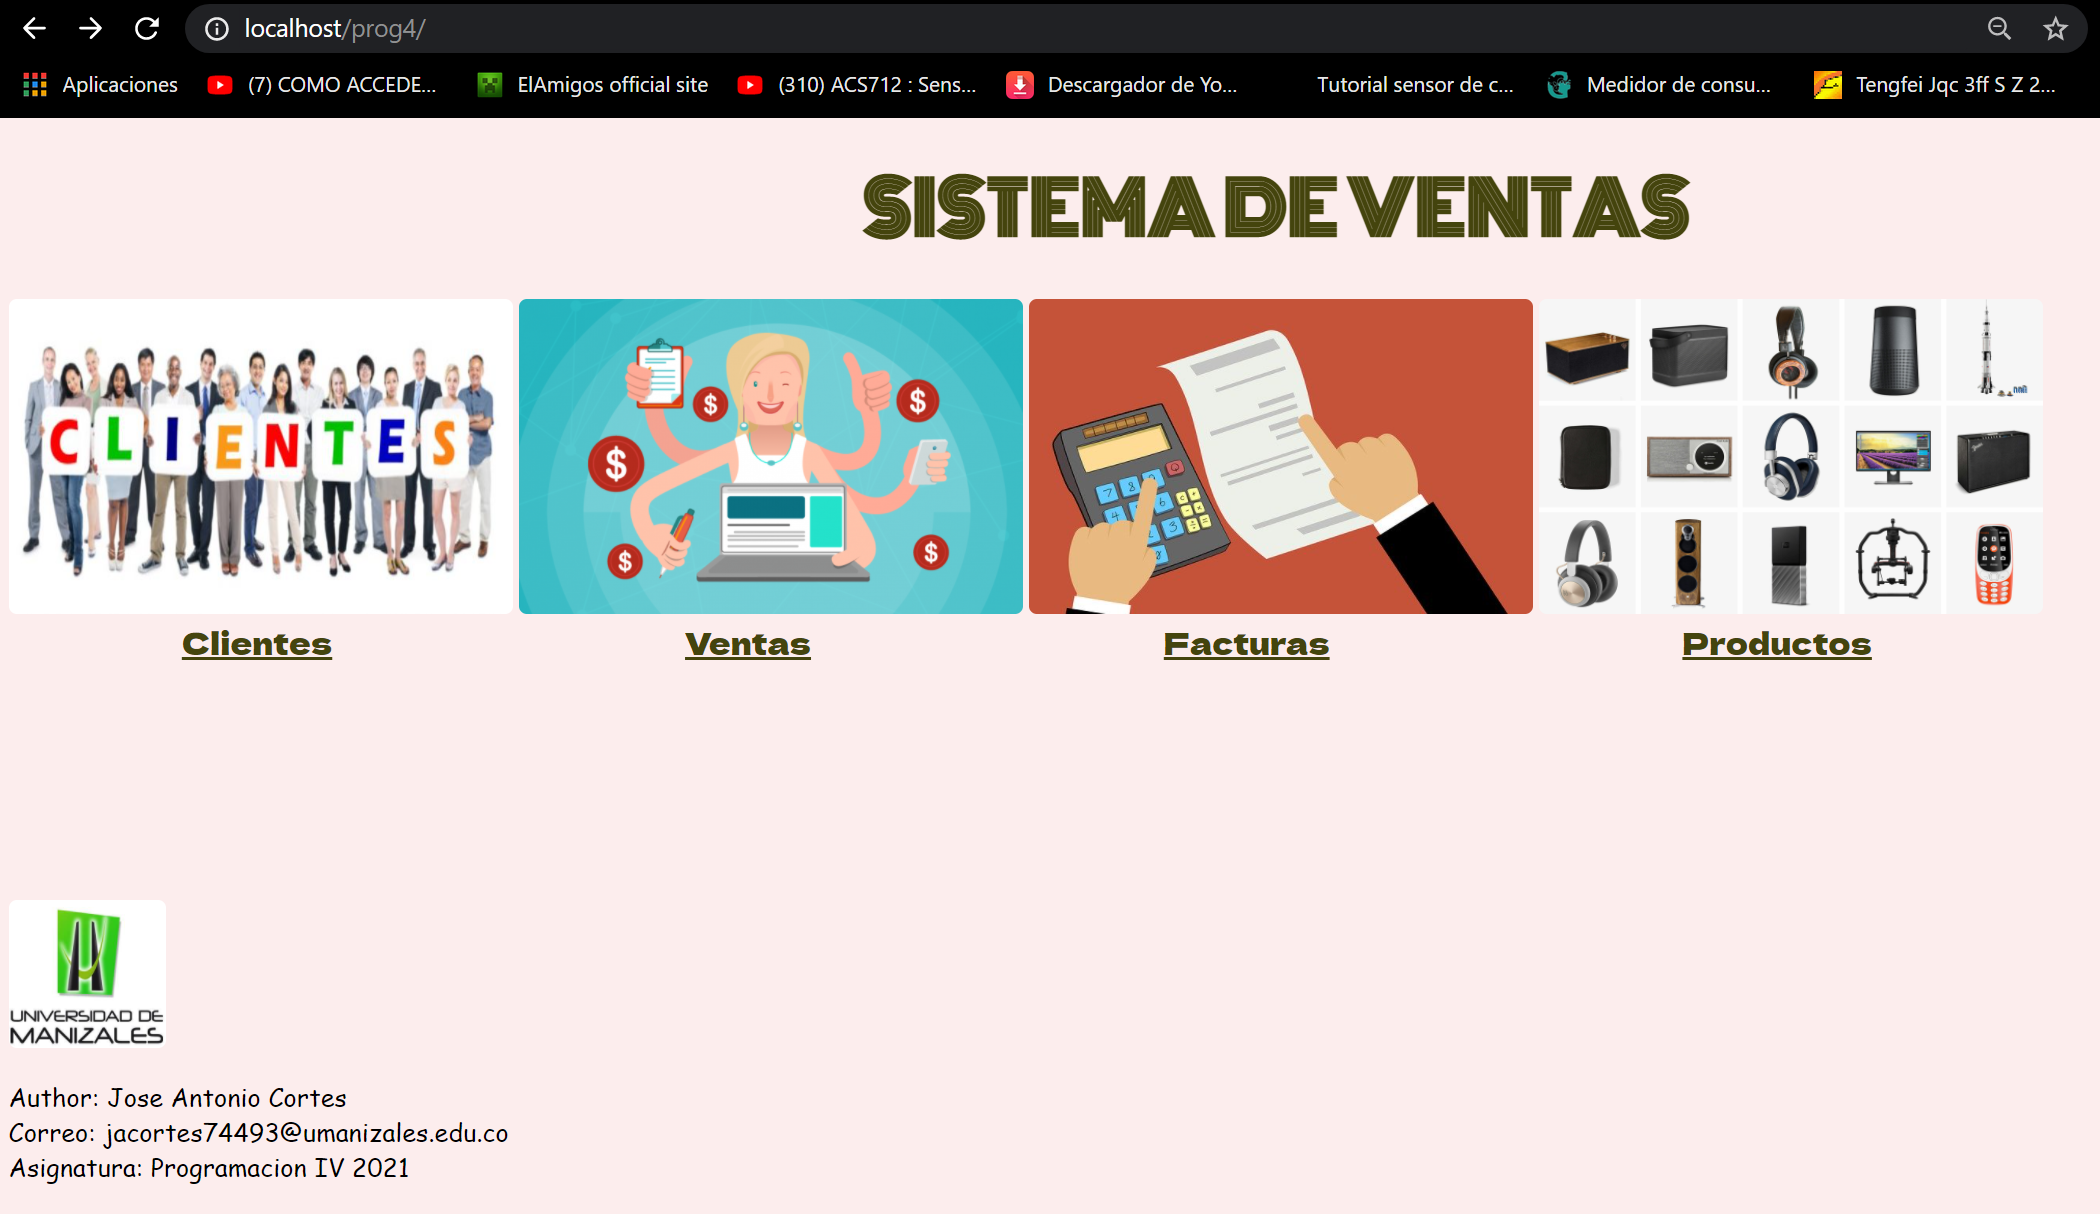 localhost/prog4/
Aplicaciones (7) COMO ACCEDE... ElAmigos official site (310) ACS712 : Sens... Descargador de Yo... Tutorial sensor de c... Medidor de consu... Tengfei Jqc 3ff S Z 2...
SISTEMA DE VENTAS
CLIENTES
Clientes Ventas Facturas Productos
UNIVERSIDAD DE
MANIZALES
Author: Jose Antonio Cortes
Correo: jacortes74493@umanizales.edu.co
Asignatura: Programacion IV 2021